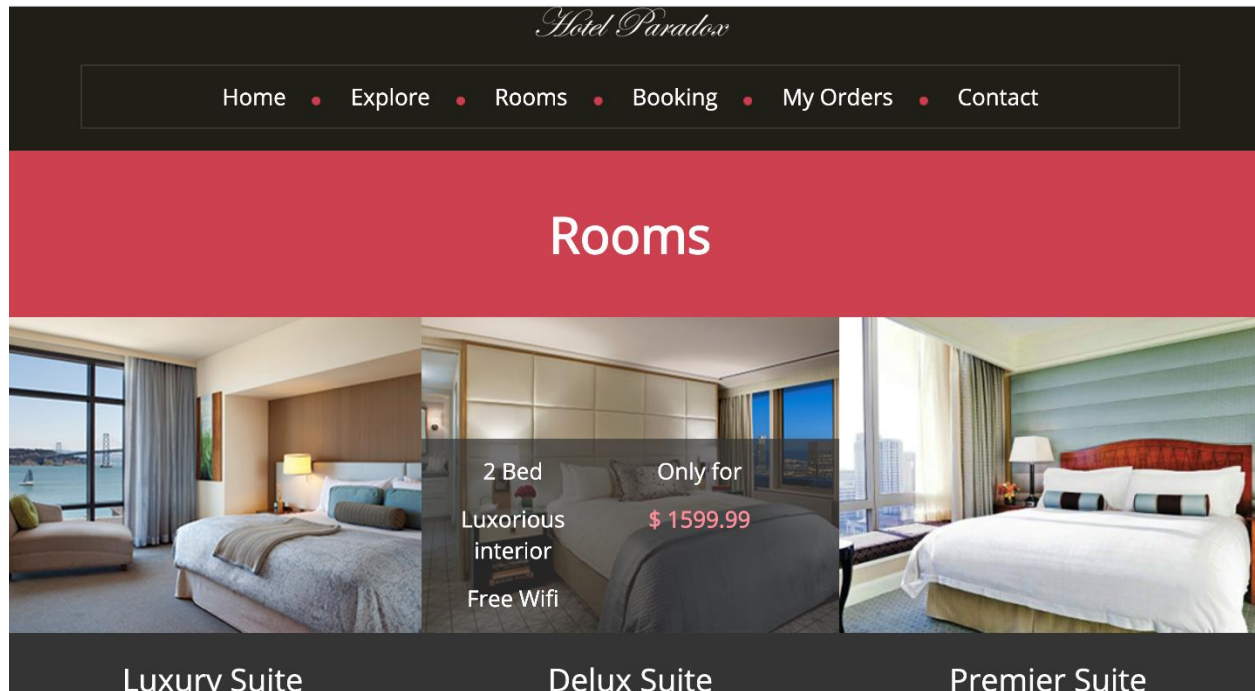 Hotel Paradox
Home • Explore • Rooms • Booking • My Orders • Contact
Rooms
2 Bed
Luxorious
interior
Free Wifi
Only for
$ 1599.99
Luxury Suite
Delux Suite
Premier Suite